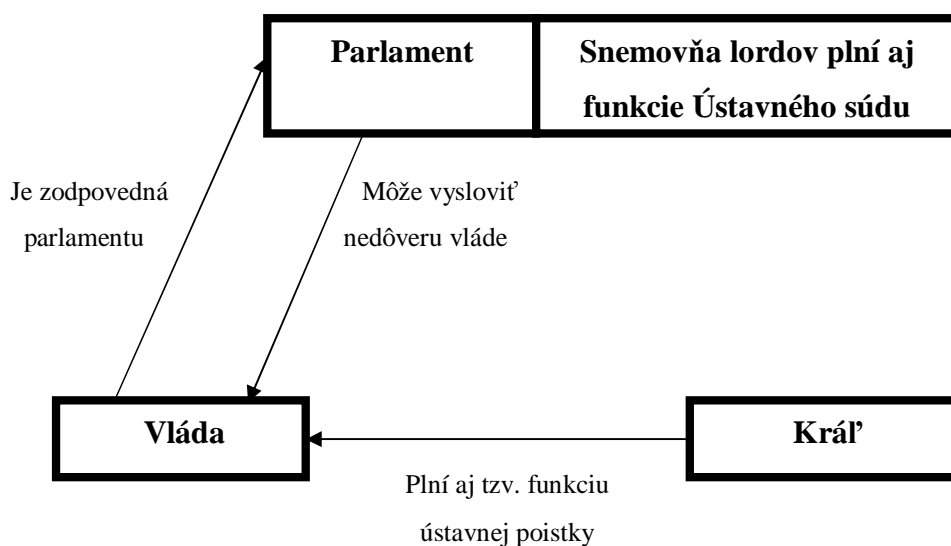 Parlament
Snemovňa lordov plní aj
funkcie Ústavného súdu
Je zodpovedná
parlamentu
Môže vysloviť
nedôveru vláde
Vláda
Kráľ
Plní aj tzv. funkciu
ústavnej poistky